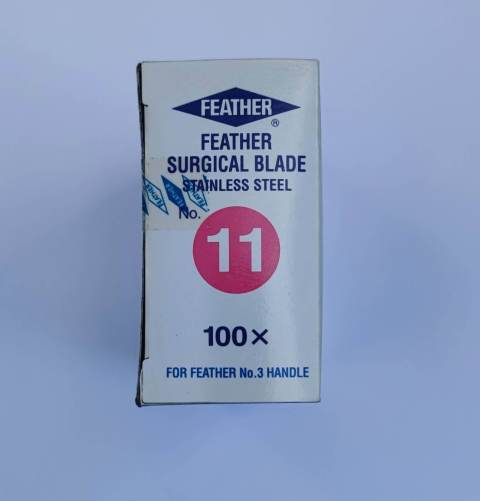 FEATHER
®
FEATHER
SURGICAL BLADE
STAINLESS STEEL
No.
11
100×
FOR FEATHER No.3 HANDLE